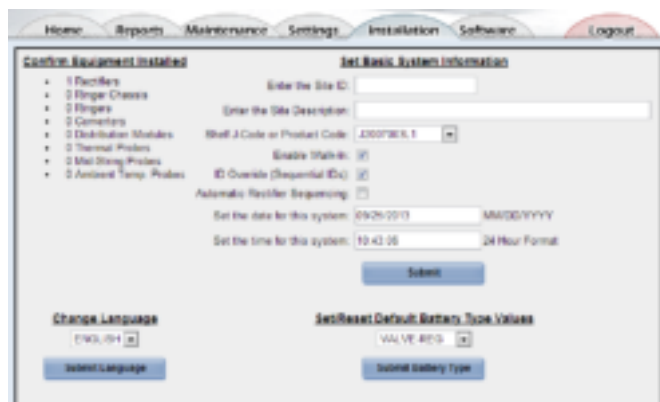 Home Reports Maintenance Settings Installation Software Logout
Confirm Equipment Installed
1 Rectifiers
0 Ringer Chassis
0 Ringers
0 Converters
0 Distribution Modules
0 Thermal Probes
0 Mid String Probes
0 Ambient Temp. Probes
Set Basic System Information
Enter the Site ID:
Enter the Site Description:
Shelf J-Code or Product Code:
Enable Walk-In:
ID Override (Sequential IDs):
Automatic Rectifier Sequencing:
Set the date for this system: 09/26/2013 MM/DD/YYYY
Set the time for this system: 24 Hour Format
Submit
Change Language
ENGLISH
Submit Language
Set/Reset Default Battery Type Values
VALVE-REG
Submit Battery Type